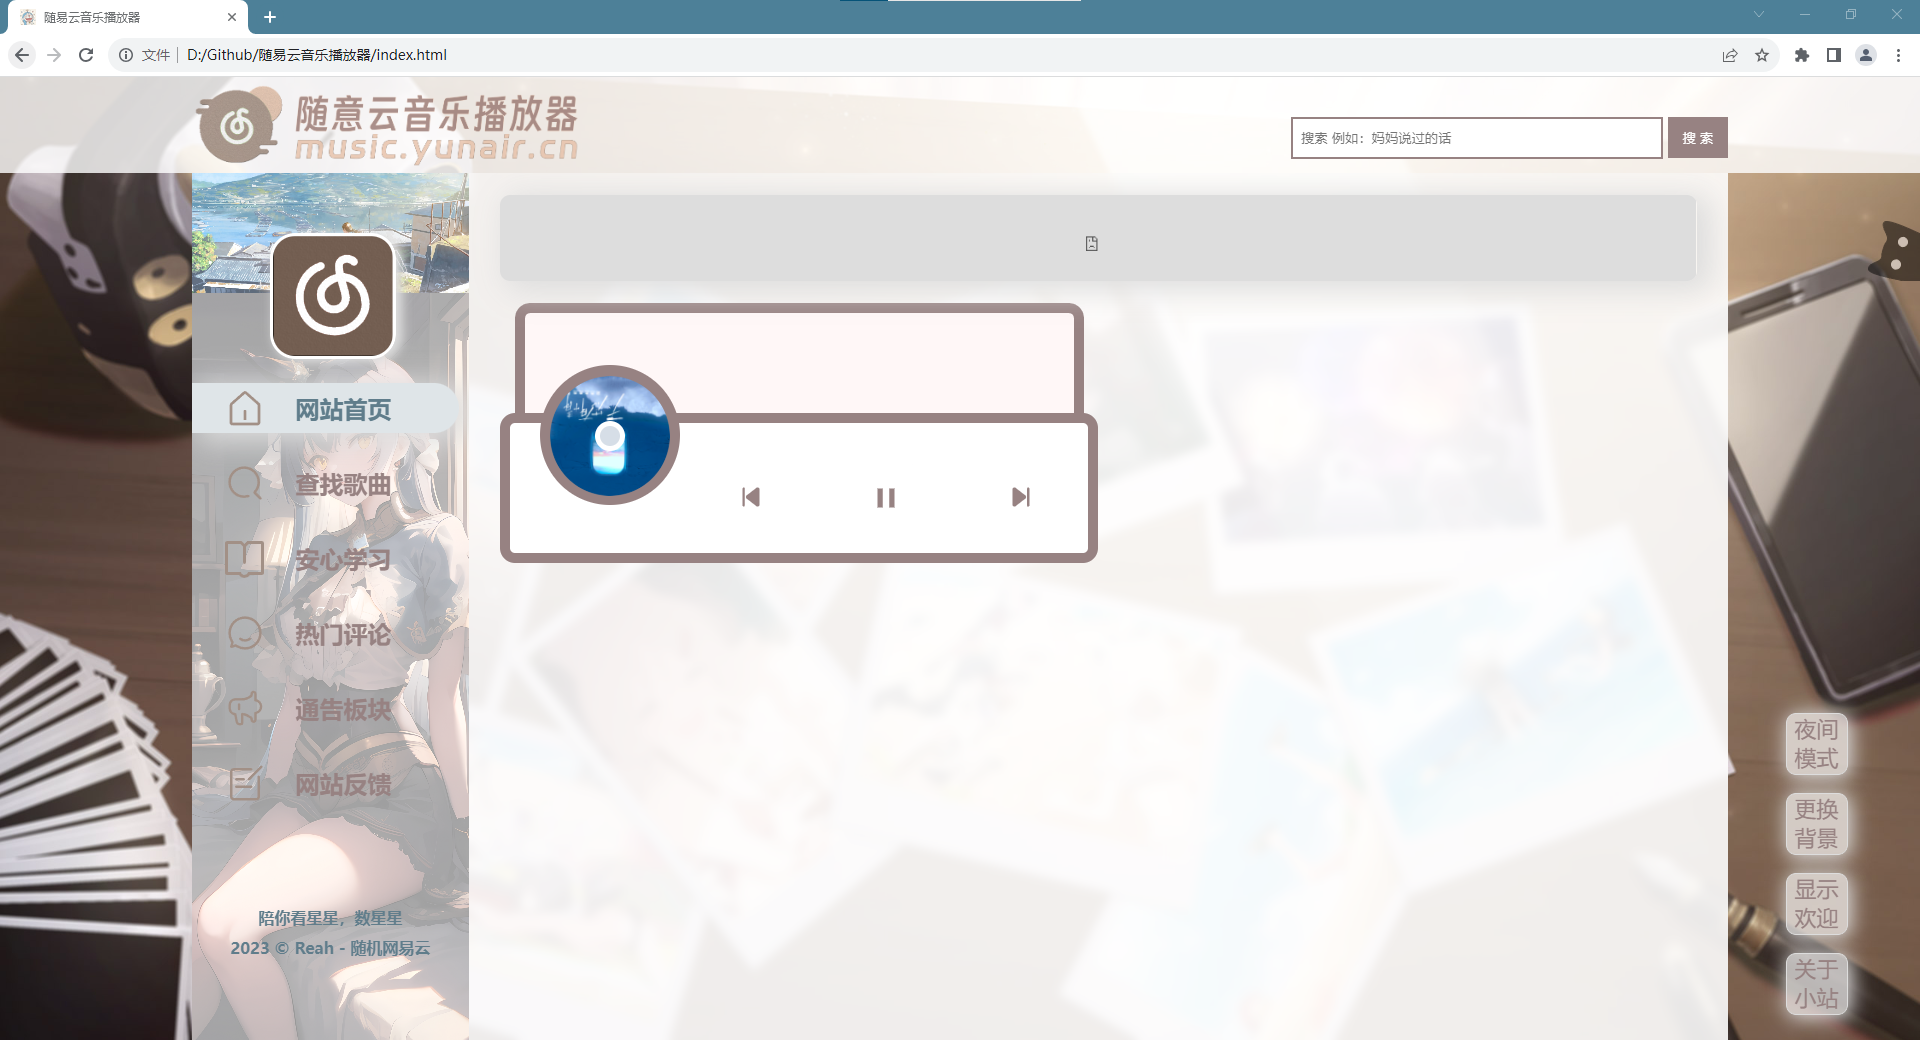 随易云音乐播放器
文件 D:/Github/随易云音乐播放器/index.html
随意云音乐播放器
music.yunair.cn
搜索 例如：妈妈说过的话
搜 索
网站首页
查找歌曲
安心学习
热门评论
通告板块
网站反馈
陪你看星星，数星星
2023 © Reah - 随机网易云
夜间
模式
更换
背景
显示
欢迎
关于
小站